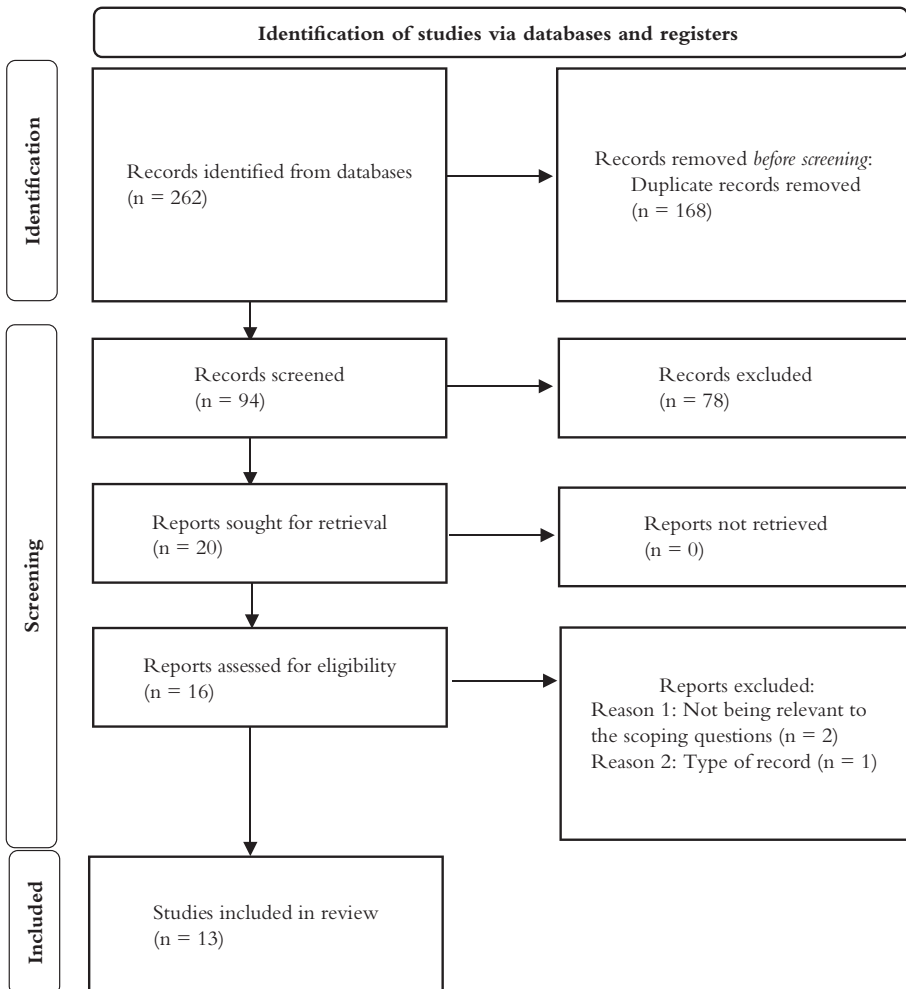 Identification of studies via databases and registers
Identification
Records identified from databases
(n = 262)
Records removed before screening:
Duplicate records removed
(n = 168)
Screening
Records screened
(n = 94)
Records excluded
(n = 78)
Reports sought for retrieval
(n = 20)
Reports not retrieved
(n = 0)
Reports assessed for eligibility
(n = 16)
Reports excluded:
Reason 1: Not being relevant to
the scoping questions (n = 2)
Reason 2: Type of record (n = 1)
Included
Studies included in review
(n = 13)